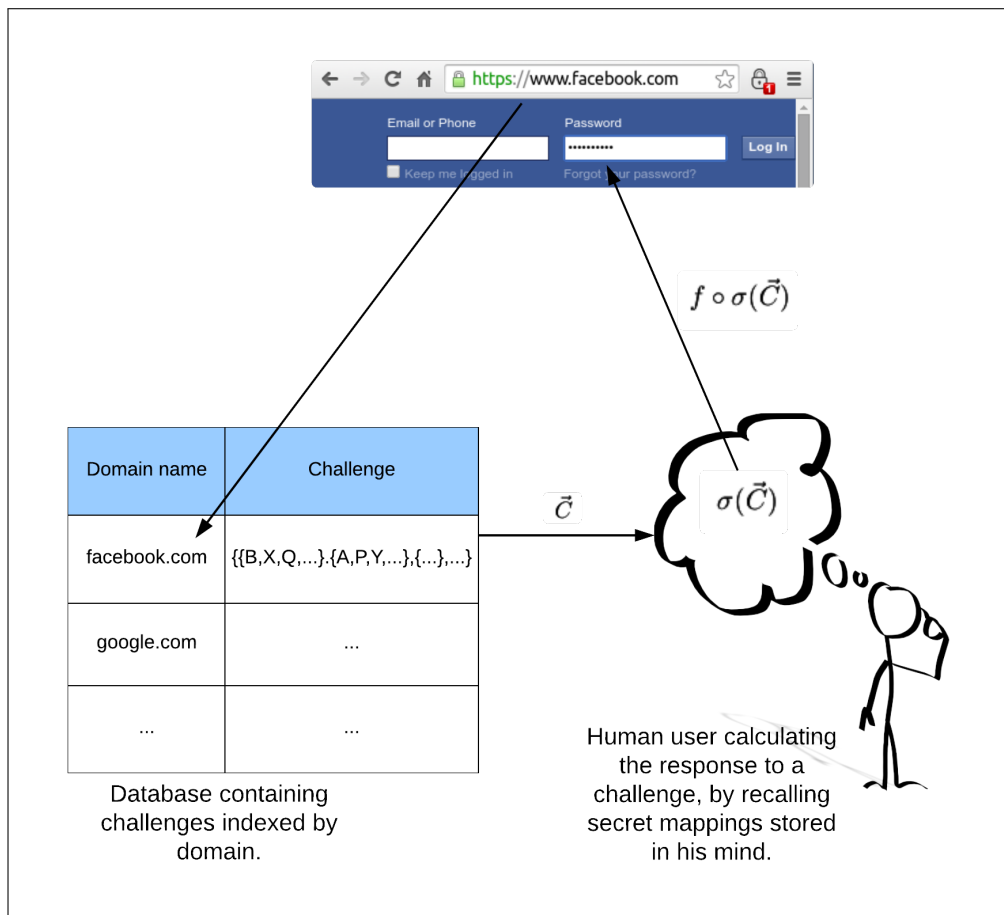 https://www.facebook.com
1
Email or Phone Password
••••••••••
Log In
Keep me logged in Forgot your password?
f ∘ σ(C⃗)
Domain name Challenge
σ(C⃗)
C⃗
facebook.com {{B,X,Q,...}.{A,P,Y,...},{...},...}
google.com ...
... ...
Human user calculating
the response to a
challenge, by recalling
secret mappings stored
in his mind.
Database containing
challenges indexed by
domain.